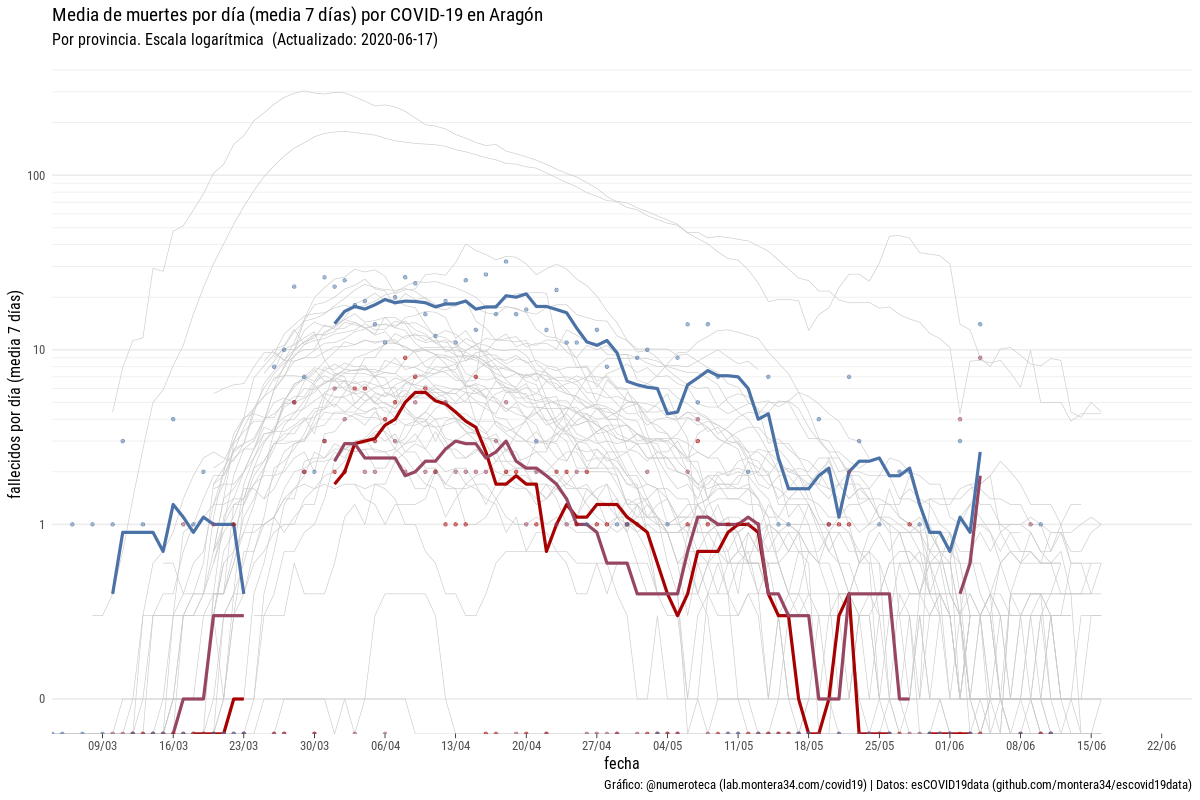 Media de muertes por día (media 7 días) por COVID-19 en Aragón
Por provincia. Escala logarítmica  (Actualizado: 2020-06-17)
fallecidos por día (media  7 días)
100
10
1
0
09/03 16/03 23/03 30/03 06/04 13/04 20/04 27/04 04/05 11/05 18/05 25/05 01/06 08/06 15/06 22/06
fecha
Gráfico: @numeroteca (lab.montera34.com/covid19) | Datos: esCOVID19data (github.com/montera34/escovid19data)